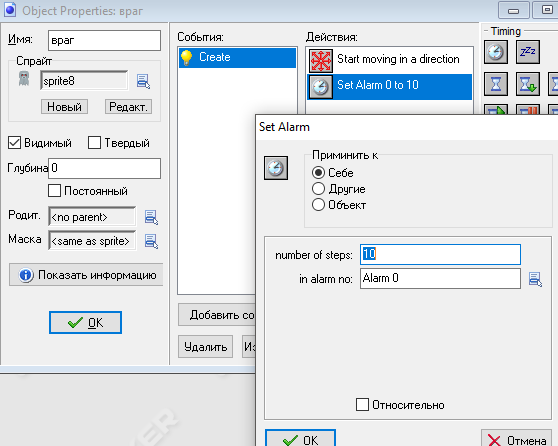 Object Properties: враг
Имя: враг
Спрайт
sprite8
Новый Редакт.
Видимый Твердый
Глубина 0
Постоянный
Родит. <no parent>
Маска <same as sprite>
Показать информацию
OK
События:
Create
Добавить со
Удалить Из
Действия:
Start moving in a direction
Set Alarm 0 to 10
Timing
zZZ
Set Alarm
Приминить к
Себе
Другие
Объект
number of steps: 10
in alarm no: Alarm 0
Относительно
OK Отмена